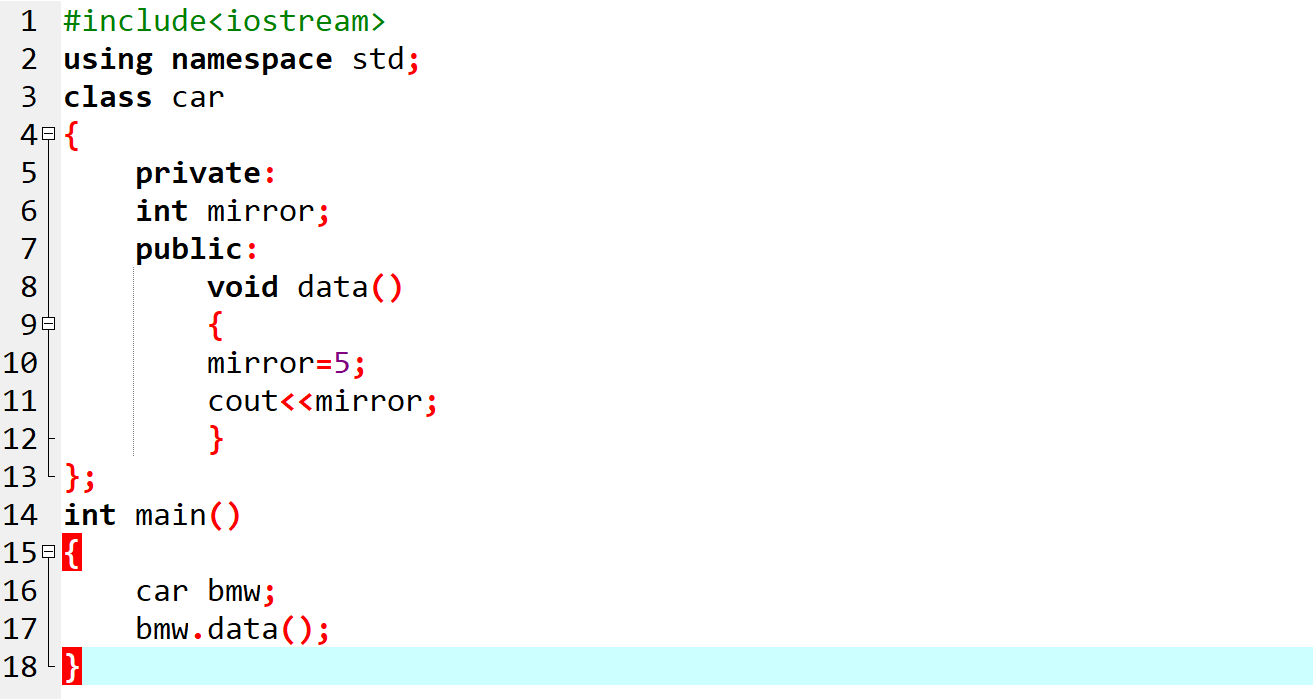 1 #include<iostream>
2 using namespace std;
3 class car
4 {
5 private:
6 int mirror;
7 public:
8 void data()
9 {
10 mirror=5;
11 cout<<mirror;
12 }
13 };
14 int main()
15 {
16 car bmw;
17 bmw.data();
18 }